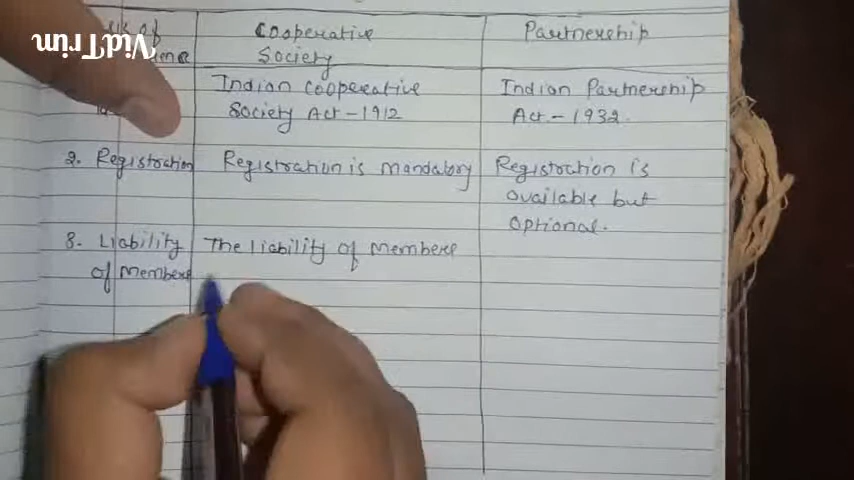 VidTrim
of
Cooperative
Society
Partnership
Indian Cooperative
Society Act - 1912
Indian Partnership
Act - 1932.
2. Registration
Registration is Mandatory
Registration is
available but
Optional.
3. Liability
of Members
The liability of Members